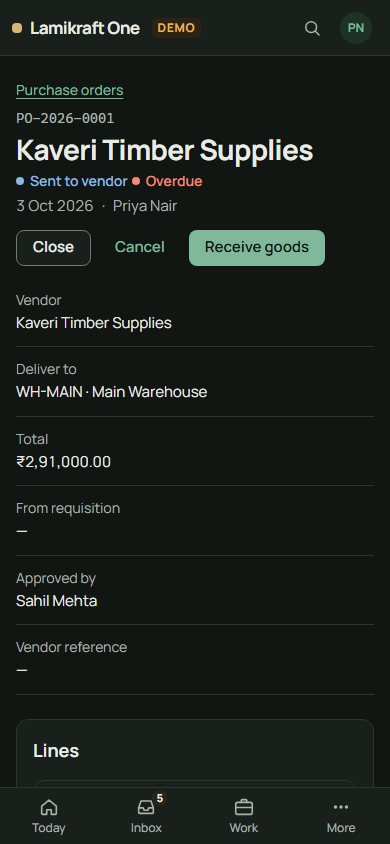 Lamikraft One DEMO PN
Purchase orders
PO-2026-0001
Kaveri Timber Supplies
Sent to vendor Overdue
3 Oct 2026 · Priya Nair
Close Cancel Receive goods
Vendor
Kaveri Timber Supplies
Deliver to
WH-MAIN · Main Warehouse
Total
₹2,91,000.00
From requisition
—
Approved by
Sahil Mehta
Vendor reference
—
Lines
5
Today Inbox Work More